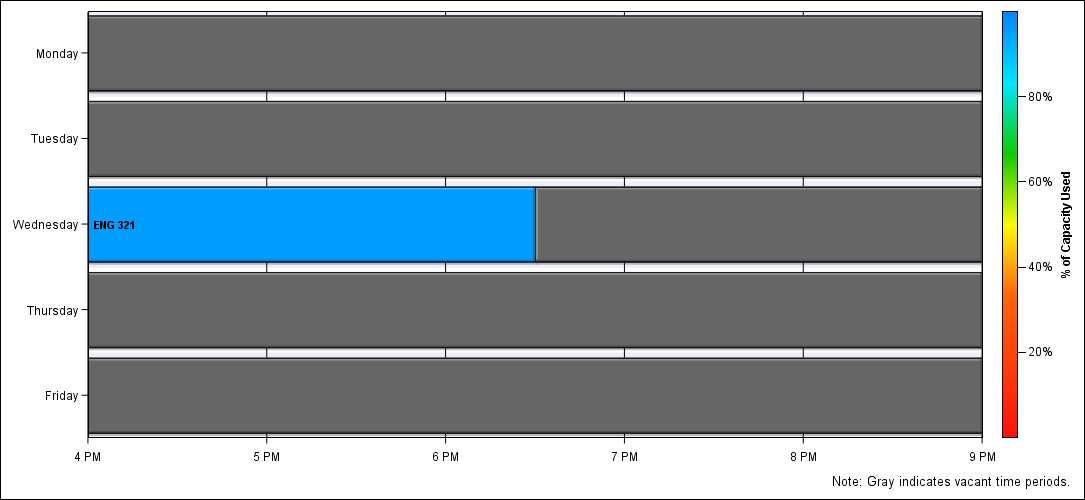 Monday
Tuesday
Wednesday
Thursday
Friday
ENG 321
4 PM
5 PM
6 PM
7 PM
8 PM
9 PM
80%
60%
40%
20%
% of Capacity Used
Note: Gray indicates vacant time periods.